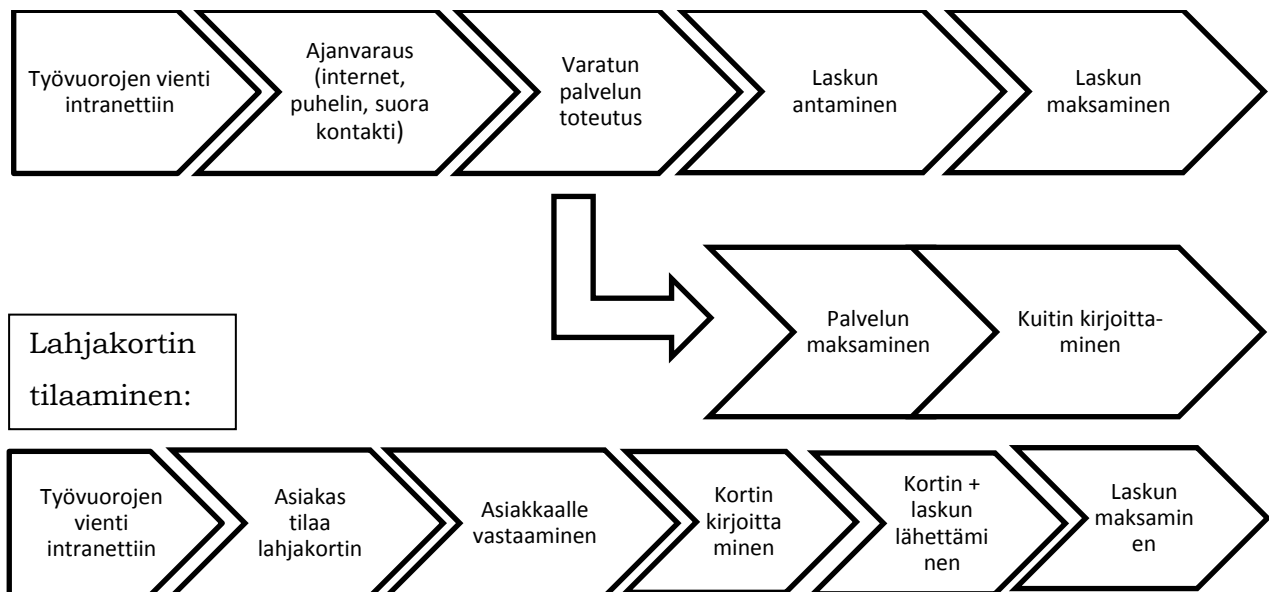 Työvuorojen vienti
intranettiin
Ajanvaraus
(internet,
puhelin, suora
kontakti)
Varatun
palvelun
toteutus
Laskun
antaminen
Laskun
maksaminen
Palvelun
maksaminen
Kuitin kirjoitta-
minen
Lahjakortin
tilaaminen:
Työvuorojen
vienti
intranettiin
Asiakas
tilaa
lahjakortin
Asiakkaalle
vastaaminen
Kortin
kirjoitta
minen
Kortin +
laskun
lähettämi
nen
Laskun
maksamin
en